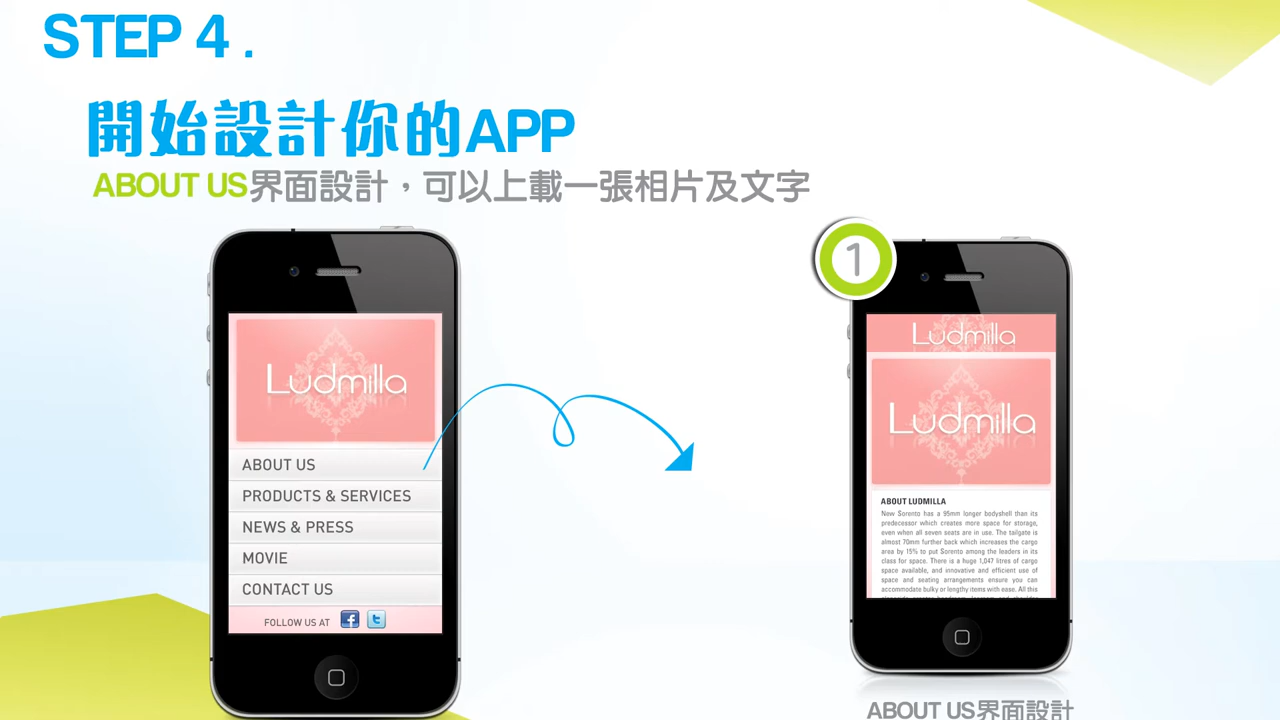 STEP 4 .
開始設計你的APP
ABOUT US界面設計，可以上載一張相片及文字
Ludmilla
ABOUT US
PRODUCTS & SERVICES
NEWS & PRESS
MOVIE
CONTACT US
FOLLOW US AT
1
Ludmilla
Ludmilla
ABOUT LUDMILLA
New Sorento has a 95mm longer bodyshell than its
predecessor which creates more space for storage,
even when all seven seats are in use. The tailgate is
almost 70mm further back which increases the cargo
area by 15% to put Sorento among the leaders in its
class for space. There is a huge 1,047 litres of cargo
space available, and innovative and efficient use of
space and seating arrangements ensure you can
accommodate bulky or lengthy items with ease. All this
ABOUT US界面設計